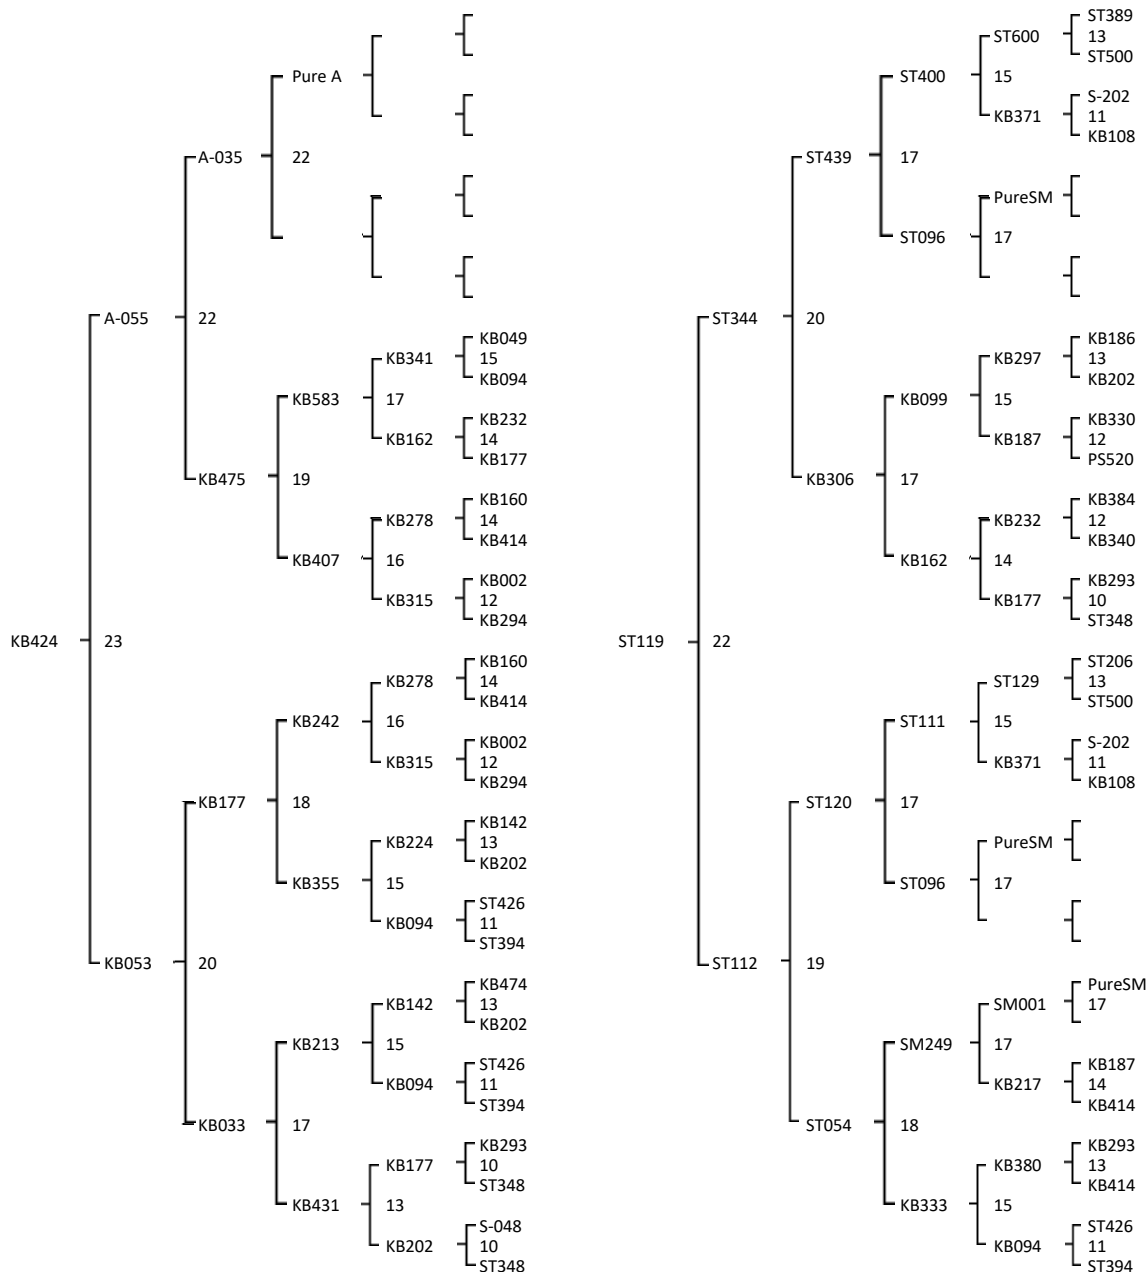 Pure A
A-035 22
A-055 22
KB049
KB341 15
KB094
KB583 17
KB232
KB162 14
KB177
KB475 19
KB160
KB278 14
KB414
KB407 16
KB002
KB315 12
KB294
KB424 23
KB160
KB278 14
KB414
KB242 16
KB002
KB315 12
KB294
KB177 18
KB142
KB224 13
KB202
KB355 15
ST426
KB094 11
ST394
KB053 20
KB474
KB142 13
KB202
KB213 15
ST426
KB094 11
ST394
KB033 17
KB293
KB177 10
ST348
KB431 13
S-048
KB202 10
ST348
ST389
ST600 13
ST500
ST400 15
S-202
KB371 11
KB108
ST439 17
PureSM
ST096 17
ST344 20
KB186
KB297 13
KB202
KB099 15
KB330
KB187 12
PS520
KB306 17
KB384
KB232 12
KB340
KB162 14
KB293
KB177 10
ST348
ST119 22
ST206
ST129 13
ST500
ST111 15
S-202
KB371 11
KB108
ST120 17
PureSM
ST096 17
ST112 19
PureSM
SM001 17
SM249 17
KB187
KB217 14
KB414
ST054 18
KB293
KB380 13
KB414
KB333 15
ST426
KB094 11
ST394